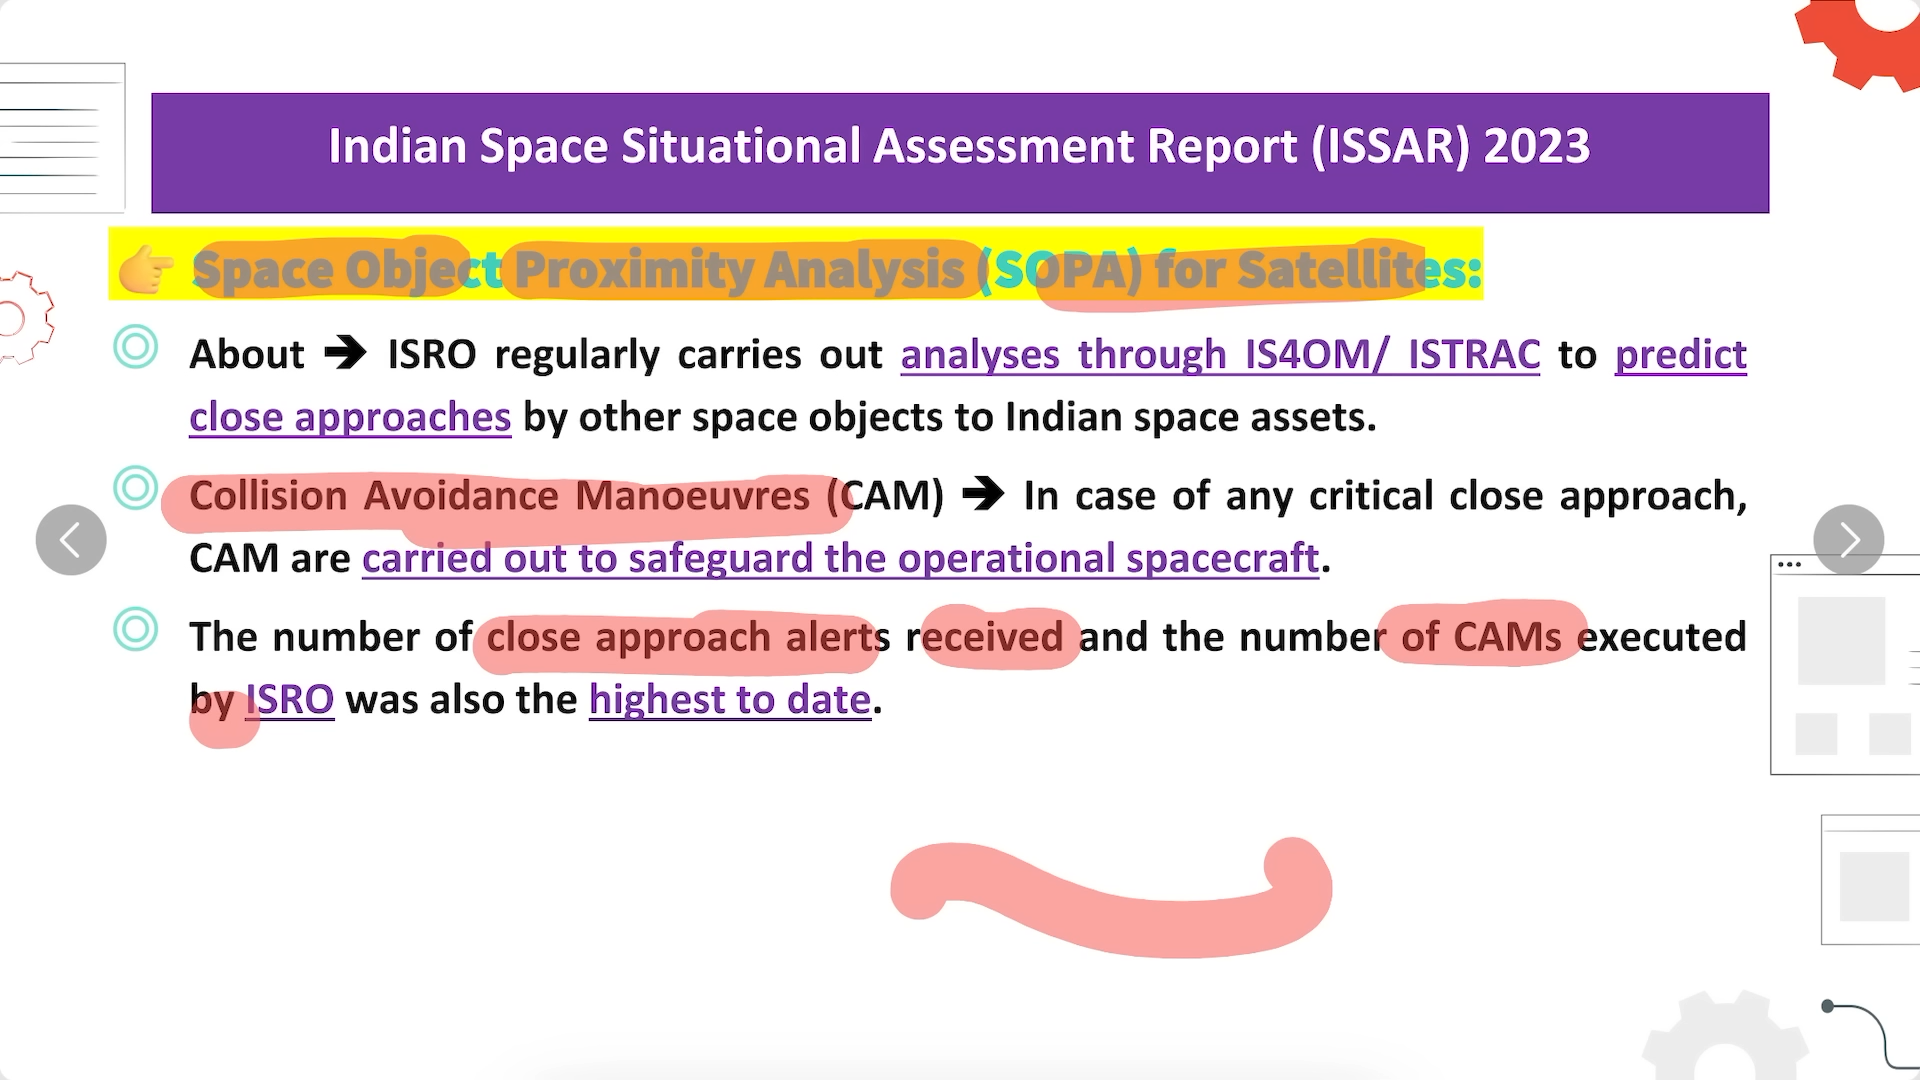 Indian Space Situational Assessment Report (ISSAR) 2023
👉 Space Object Proximity Analysis (SOPA) for Satellites:
About ➔ ISRO regularly carries out analyses through IS4OM/ ISTRAC to predict
close approaches by other space objects to Indian space assets.
Collision Avoidance Manoeuvres (CAM) ➔ In case of any critical close approach,
CAM are carried out to safeguard the operational spacecraft.
The number of close approach alerts received and the number of CAMs executed
by ISRO was also the highest to date.